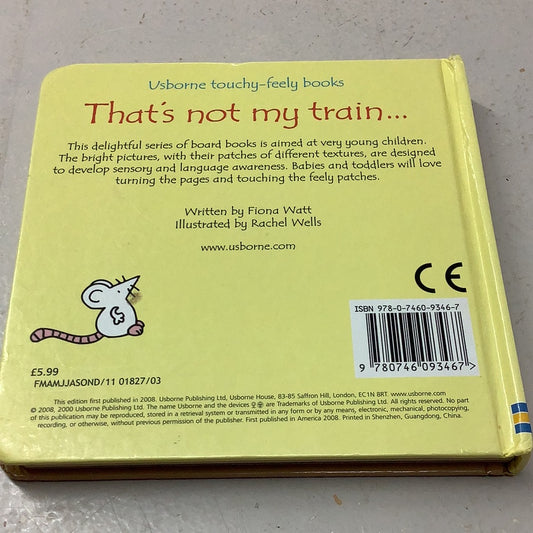 Usborne touchy-feely books
That's not my train...
This delightful series of board books is aimed at very young children.
The bright pictures, with their patches of different textures, are designed
to develop sensory and language awareness. Babies and toddlers will love
turning the pages and touching the feely patches.
Written by Fiona Watt
Illustrated by Rachel Wells
www.usborne.com
CE
ISBN 978-0-7460-9346-7
9 780746 093467 >
£5.99
FMAMJJASOND/11 01827/03
This edition first published in 2008. Usborne Publishing Ltd, Usborne House, 83-85 Saffron Hill, London, EC1N 8RT. www.usborne.com
© 2008, 2000 Usborne Publishing Ltd. The name Usborne and the devices are Trademarks of Usborne Publishing Ltd. All rights reserved. No part
of this publication may be reproduced, stored in a retrieval system or transmitted in any form or by any means, electronic, mechanical, photocopying,
recording, or otherwise, without previous permission of the publisher. First published in America 2008. Printed in Shenzhen, Guangdong, China.